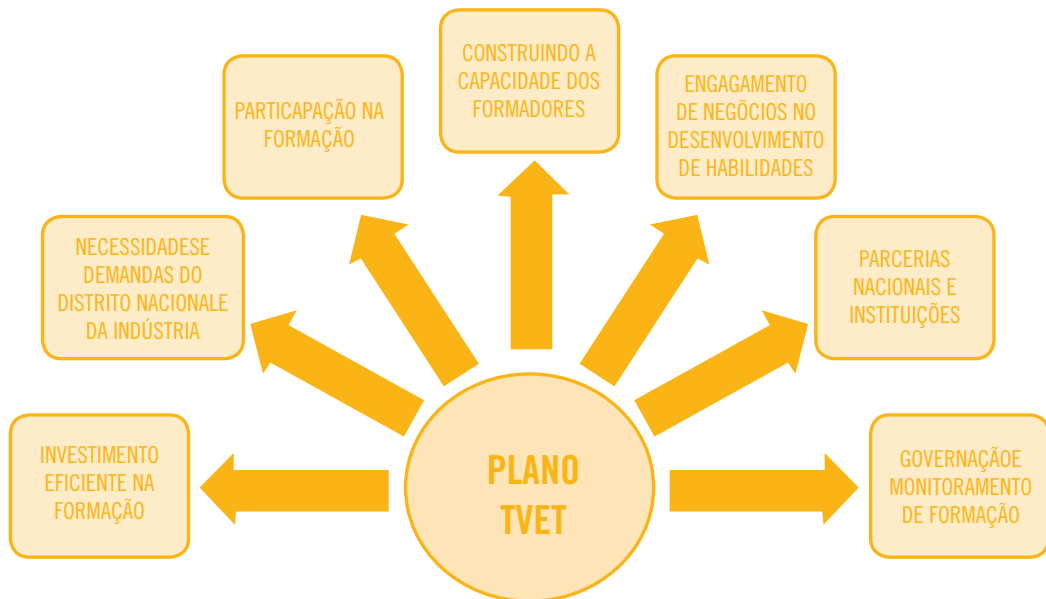 CONSTRUINDO A
CAPACIDADE DOS
FORMADORES
PARTICAPAÇÃO NA
FORMAÇÃO
ENGAGAMENTO
DE NEGÕCIOS NO
DESENVOLVIMENTO
DE HABILIDADES
NECESSIDADESE
DEMANDAS DO
DISTRITO NACIONALE
DA INDÚSTRIA
PARCERIAS
NACIONAIS E
INSTITUIÇÕES
INVESTIMENTO
EFICIENTE NA
FORMAÇÃO
PLANO
TVET
GOVERNAÇÃOE
MONITORAMENTO
DE FORMAÇÃO